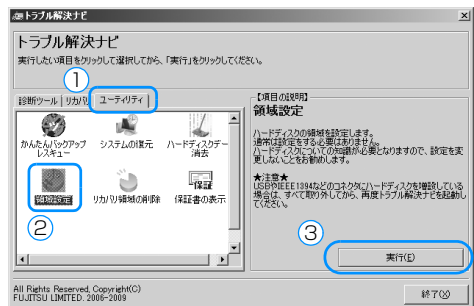 トラブル解決ナビ
トラブル解決ナビ
実行したい項目をクリックして選択してから、「実行」をクリックしてください。
①
診断ツール
リカバリ
ユーティリティ
かんたんバックアップ
レスキュー
システムの復元
ハードディスクデータ
消去
領域設定
リカバリ領域の削除
保証書の表示
②
【項目の説明】
領域設定
ハードディスクの領域を設定します。
通常は設定をする必要はありません。
ハードディスクについての知識が必要となりますので、設定を変
更しないことをお勧めします。
★注意★
USBやIEEE1394などのコネクタにハードディスクを増設している
場合は、すべて取り外してから、再度トラブル解決ナビを起動し
てください。
③
実行(E)
All Rights Reserved, Copyright(C)
FUJITSU LIMITED. 2006-2009
終了(X)